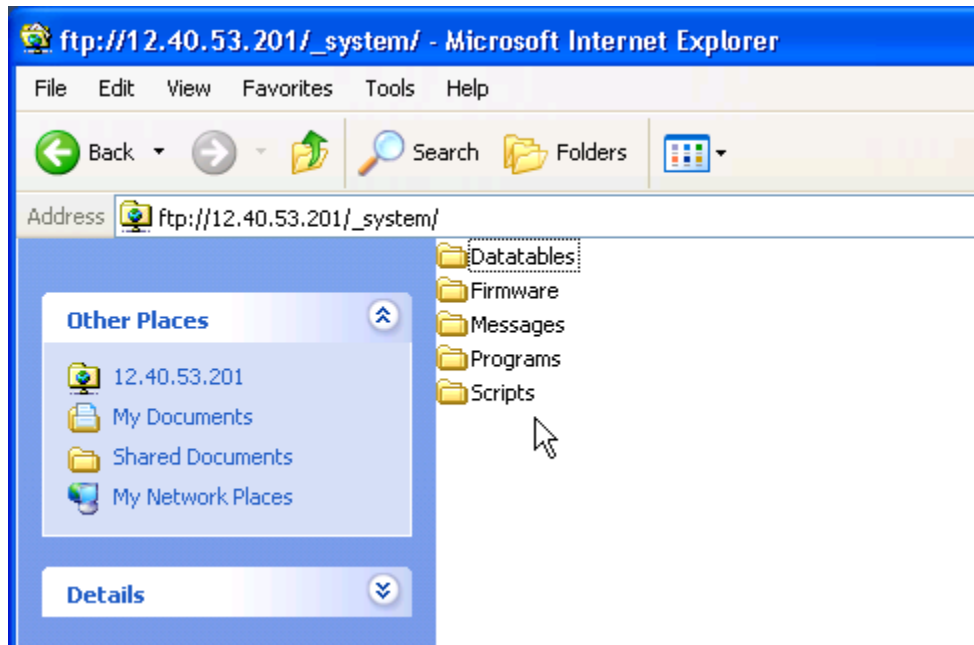 ftp://12.40.53.201/_system/ - Microsoft Internet Explorer
File Edit View Favorites Tools Help
Back Search Folders
Address ftp://12.40.53.201/_system/
Other Places
12.40.53.201
My Documents
Shared Documents
My Network Places
Details
Datatables
Firmware
Messages
Programs
Scripts